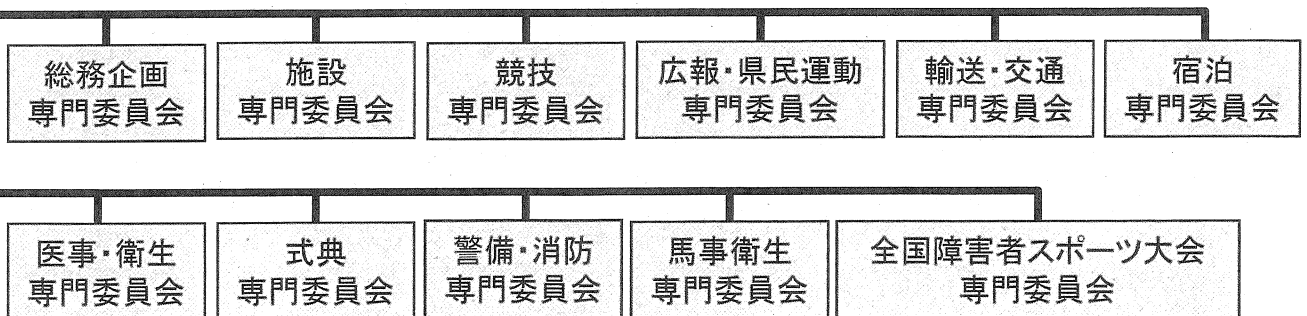 総務企画
専門委員会
施設
専門委員会
競技
専門委員会
広報・県民運動
専門委員会
輸送・交通
専門委員会
宿泊
専門委員会
医事・衛生
専門委員会
式典
専門委員会
警備・消防
専門委員会
馬事衛生
専門委員会
全国障害者スポーツ大会
専門委員会